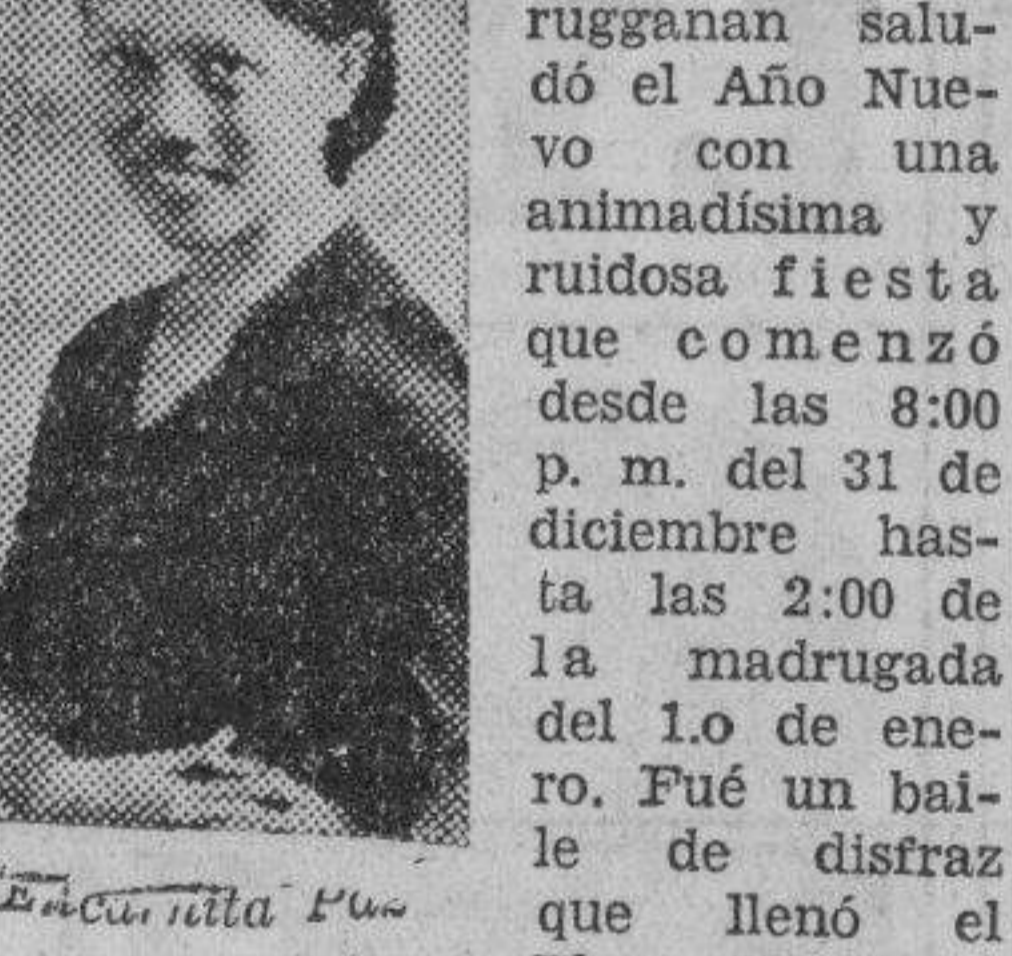 rugganan salu-
dó el Año Nue-
vo con una
animadísima y
ruidosa fiesta
que comenzó
desde las 8:00
p. m. del 31 de
diciembre has-
ta las 2:00 de
la madrugada
del 1.o de ene-
ro. Fué un bai-
le de disfraz
que llenó el
Encarnita